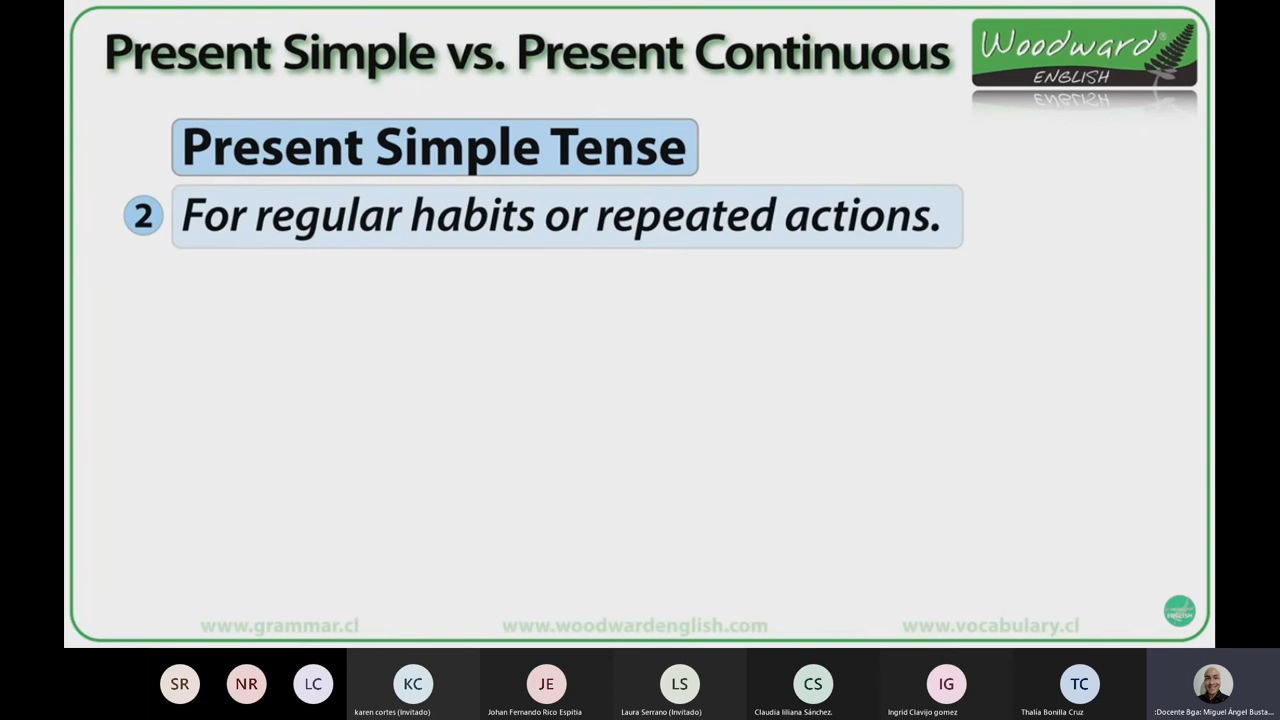 Present Simple vs. Present Continuous
Woodward®
ENGLISH
Present Simple Tense
2 For regular habits or repeated actions.
www.grammar.cl www.woodwardenglish.com www.vocabulary.cl
SR NR LC KC JE LS CS IG TC
karen cortes (Invitado) Johan Fernando Rico Espitia Laura Serrano (Invitado) Claudia liliana Sánchez. Ingrid Clavijo gomez Thalía Bonilla Cruz :Docente Bga: Miguel Ángel Busta...